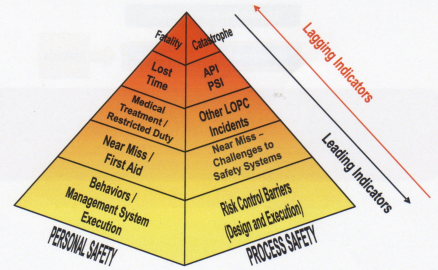 Fatality
Catastrophe
Lost
Time
API
PSI
Medical
Treatment /
Restricted Duty
Other LOPC
Incidents
Near Miss /
First Aid
Near Miss –
Challenges to
Safety Systems
Behaviors /
Management System
Execution
Risk Control Barriers
(Design and Execution)
PERSONAL SAFETY
PROCESS SAFETY
Lagging Indicators
Leading Indicators